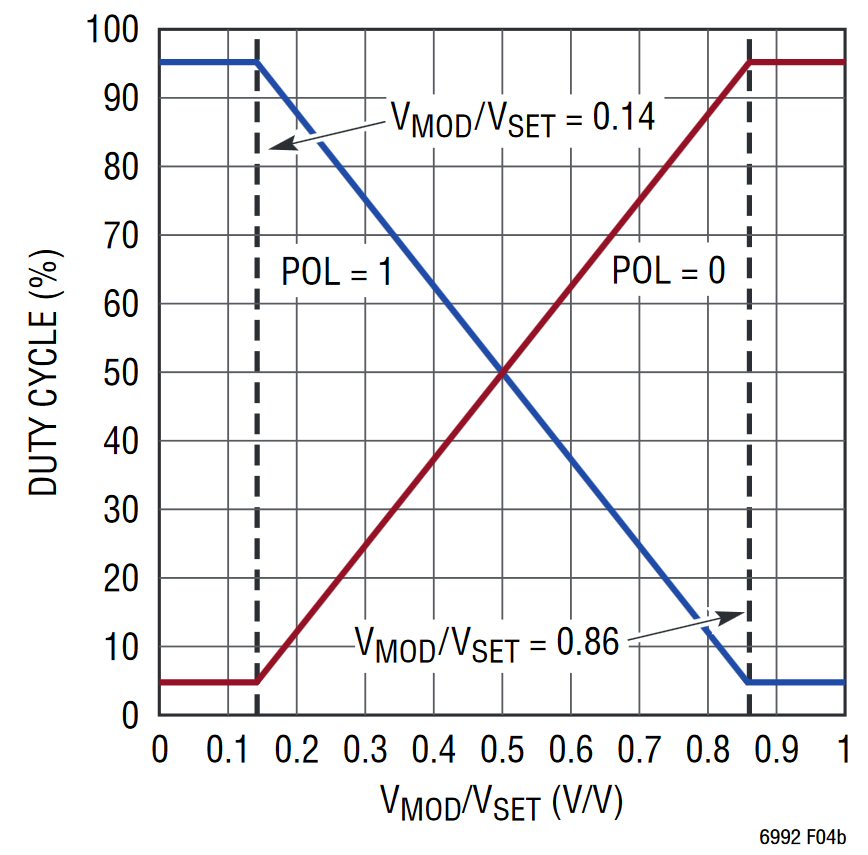 100
90
80
70
60
50
40
30
20
10
0
DUTY CYCLE (%)
VMOD/VSET = 0.14
POL = 1
POL = 0
VMOD/VSET = 0.86
0 0.1 0.2 0.3 0.4 0.5 0.6 0.7 0.8 0.9 1
VMOD/VSET (V/V)
6992 F04b